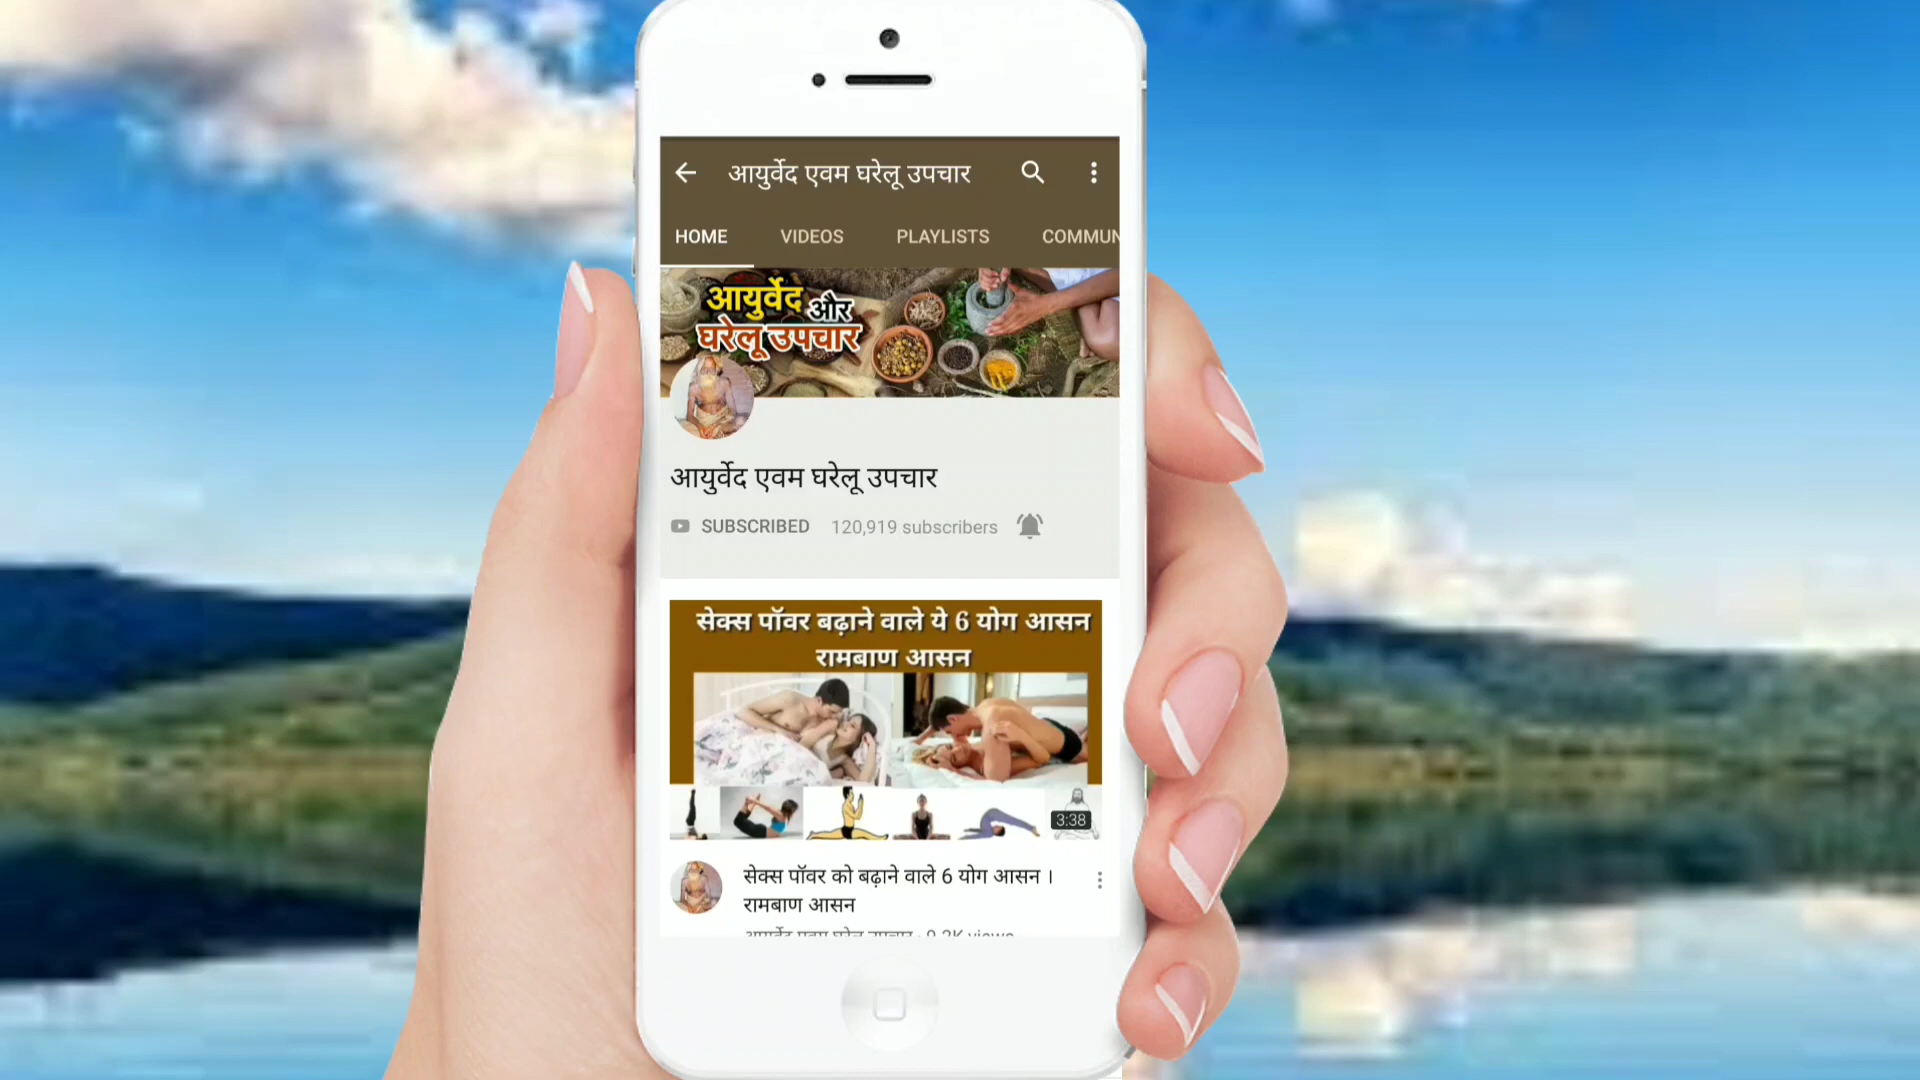 आयुर्वेद एवम घरेलू उपचार
HOME VIDEOS PLAYLISTS COMMUN
आयुर्वेद और
घरेलू उपचार
आयुर्वेद एवम घरेलू उपचार
SUBSCRIBED 120,919 subscribers
सेक्स पॉवर बढ़ाने वाले ये 6 योग आसन
रामबाण आसन
3:38
सेक्स पॉवर को बढ़ाने वाले 6 योग आसन ।
रामबाण आसन